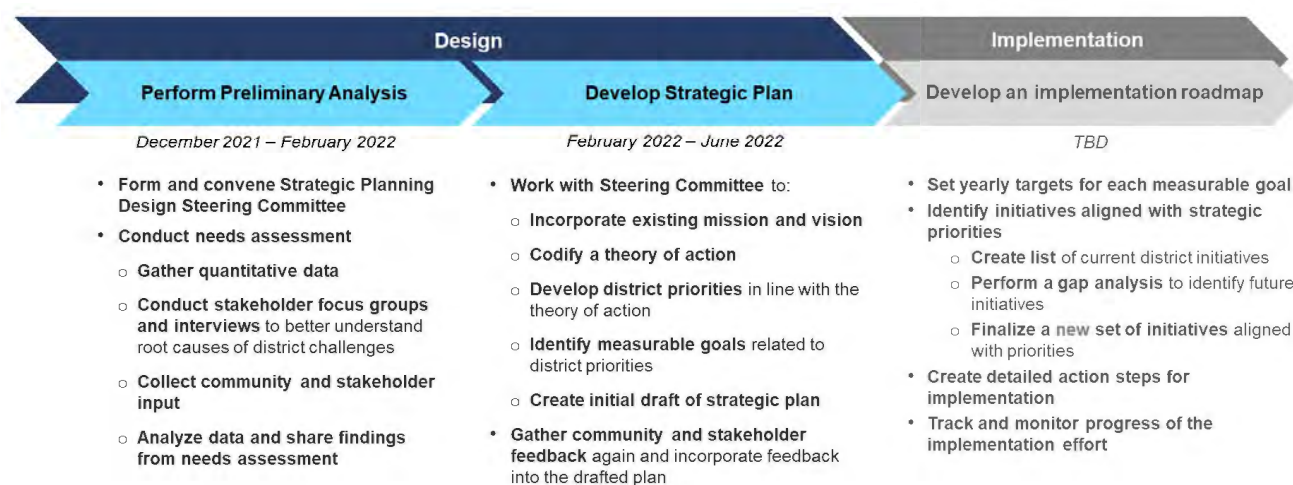 Design
Implementation
Perform Preliminary Analysis
Develop Strategic Plan
Develop an implementation roadmap
December 2021 – February 2022
February 2022 – June 2022
TBD
• Form and convene Strategic Planning
Design Steering Committee
• Conduct needs assessment
o Gather quantitative data
o Conduct stakeholder focus groups
and interviews to better understand
root causes of district challenges
o Collect community and stakeholder
input
o Analyze data and share findings
from needs assessment
• Work with Steering Committee to:
o Incorporate existing mission and vision
o Codify a theory of action
o Develop district priorities in line with the
theory of action
o Identify measurable goals related to
district priorities
o Create initial draft of strategic plan
• Gather community and stakeholder
feedback again and incorporate feedback
into the drafted plan
• Set yearly targets for each measurable goal
• Identify initiatives aligned with strategic
priorities
o Create list of current district initiatives
o Perform a gap analysis to identify future
initiatives
o Finalize a new set of initiatives aligned
with priorities
• Create detailed action steps for
implementation
• Track and monitor progress of the
implementation effort